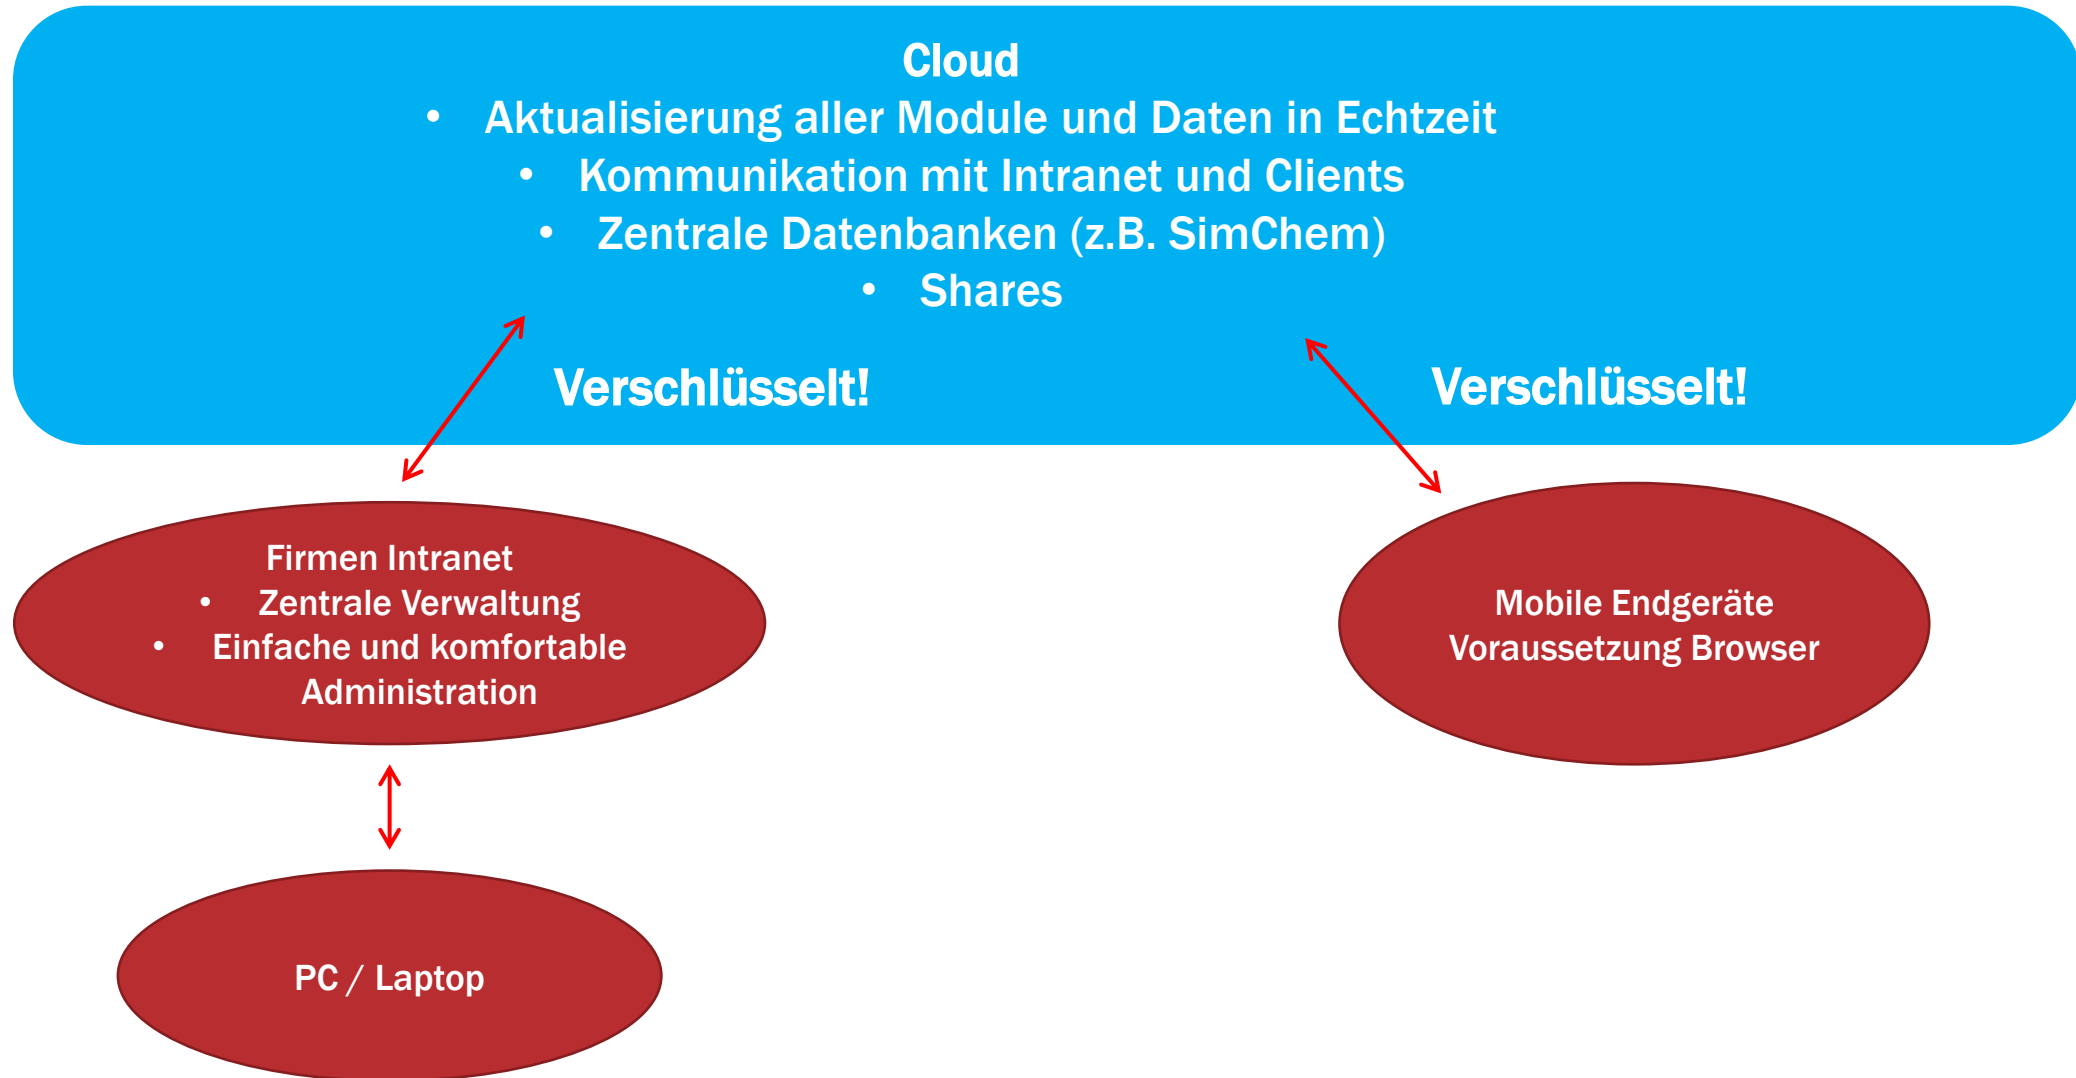 Cloud
• Aktualisierung aller Module und Daten in Echtzeit
• Kommunikation mit Intranet und Clients
• Zentrale Datenbanken (z.B. SimChem)
• Shares
Verschlüsselt!
Verschlüsselt!
Firmen Intranet
• Zentrale Verwaltung
• Einfache und komfortable
Administration
Mobile Endgeräte
Voraussetzung Browser
PC / Laptop